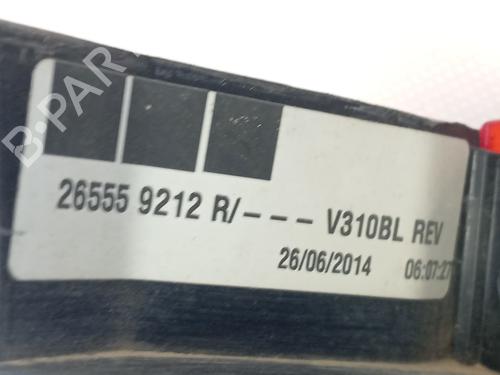 B-PAR
26555 9212 R/--- V310BL REV
26/06/2014 06:07:27